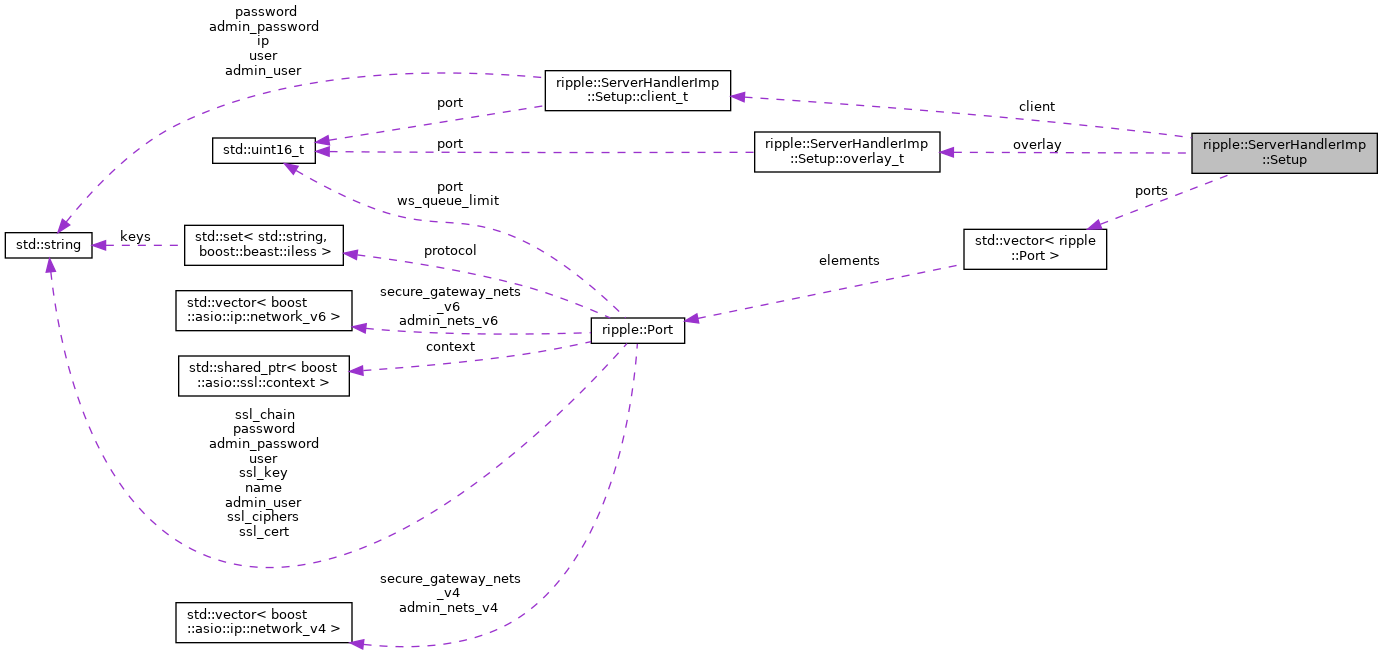 password
admin_password
ip
user
admin_user
ripple::ServerHandlerImp
::Setup::client_t
port
client
std::uint16_t
port
ripple::ServerHandlerImp
::Setup::overlay_t
overlay
ripple::ServerHandlerImp
::Setup
port
ws_queue_limit
ports
std::string
keys
std::set< std::string,
boost::beast::iless >
protocol
std::vector< ripple
::Port >
elements
secure_gateway_nets
_v6
admin_nets_v6
std::vector< boost
::asio::ip::network_v6 >
ripple::Port
context
std::shared_ptr< boost
::asio::ssl::context >
ssl_chain
password
admin_password
user
ssl_key
name
admin_user
ssl_ciphers
ssl_cert
secure_gateway_nets
_v4
admin_nets_v4
std::vector< boost
::asio::ip::network_v4 >